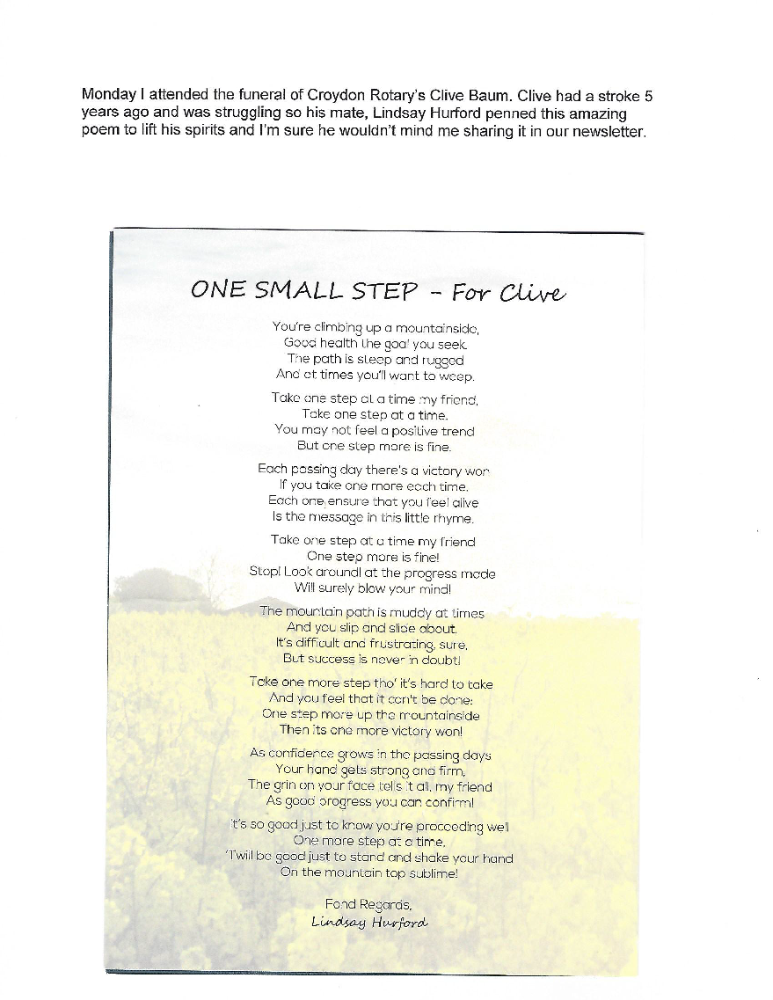 Monday I attended the funeral of Croydon Rotary's Clive Baum. Clive had a stroke 5
years ago and was struggling so his mate, Lindsay Hurford penned this amazing
poem to lift his spirits and I'm sure he wouldn't mind me sharing it in our newsletter.
ONE SMALL STEP - For Clive
You're climbing up a mountainside,
Good health the goal you seek.
The path is steep and rugged
And at times you'll want to weep.
Take one step at a time my friend,
Take one step at a time.
You may not feel a positive trend
But one step more is fine.
Each passing day there's a victory won
If you take one more each time.
Each one, ensure that you feel alive
Is the message in this little rhyme.
Take one step at a time my friend
One step more is fine!
Stop! Look around! at the progress made
Will surely blow your mind!
The mountain path is muddy at times
And you slip and slide about.
It's difficult and frustrating, sure,
But success is never in doubt!
Take one more step tho' it's hard to take
And you feel that it can't be done:
One step more up the mountainside
Then its one more victory won!
As confidence grows in the passing days
Your hand gets strong and firm,
The grin on your face tells it all, my friend
As good progress you can confirm!
It's so good just to know you're proceeding well
One more step at a time,
'Twill be good just to stand and shake your hand
On the mountain top sublime!
Fond Regards,
Lindsay Hurford